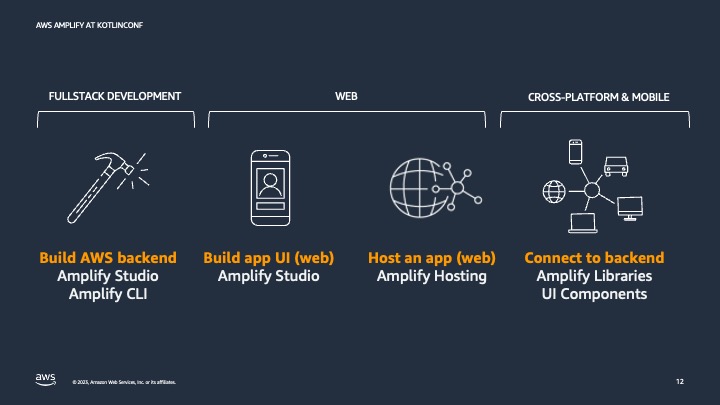 AWS AMPLIFY AT KOTLINCONF
FULLSTACK DEVELOPMENT
WEB
CROSS-PLATFORM & MOBILE
Build AWS backend
Amplify Studio
Amplify CLI
Build app UI (web)
Amplify Studio
Host an app (web)
Amplify Hosting
Connect to backend
Amplify Libraries
UI Components
aws
© 2023, Amazon Web Services, Inc. or its affiliates.
12